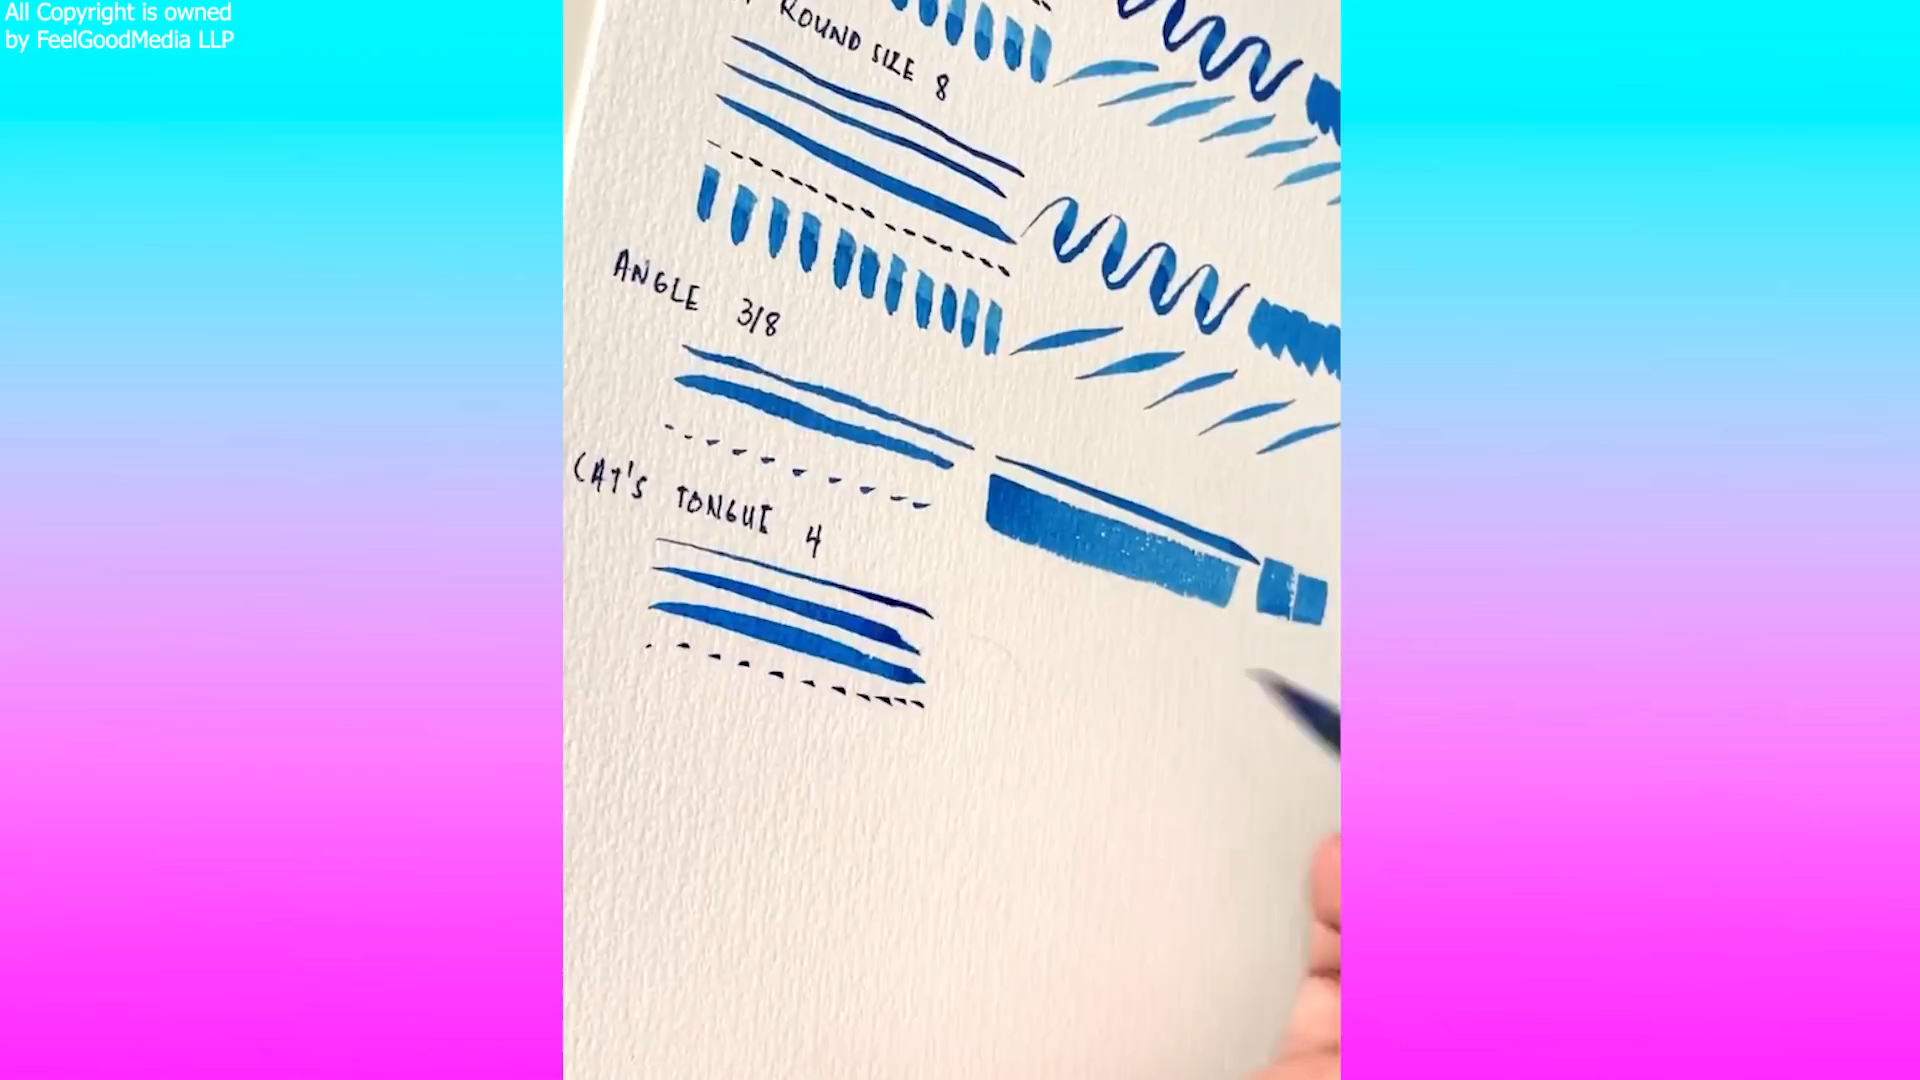 All Copyright is owned
by FeelGoodMedia LLP
ROUND SIZE 8
ANGLE 3/8
CAT'S TONGUE 4